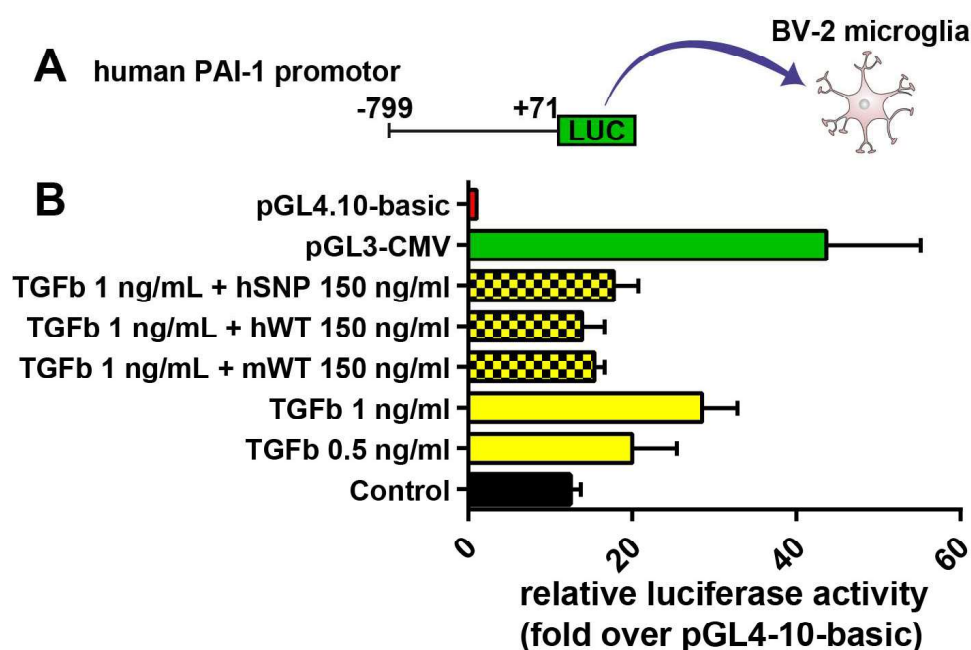 A
human PAI-1 promotor
BV-2 microglia
-799
+71
LUC
B
pGL4.10-basic
pGL3-CMV
TGFb 1 ng/mL + hSNP 150 ng/ml
TGFb 1 ng/mL + hWT 150 ng/ml
TGFb 1 ng/mL + mWT 150 ng/ml
TGFb 1 ng/ml
TGFb 0.5 ng/ml
Control
0
20
40
60
relative luciferase activity
(fold over pGL4-10-basic)